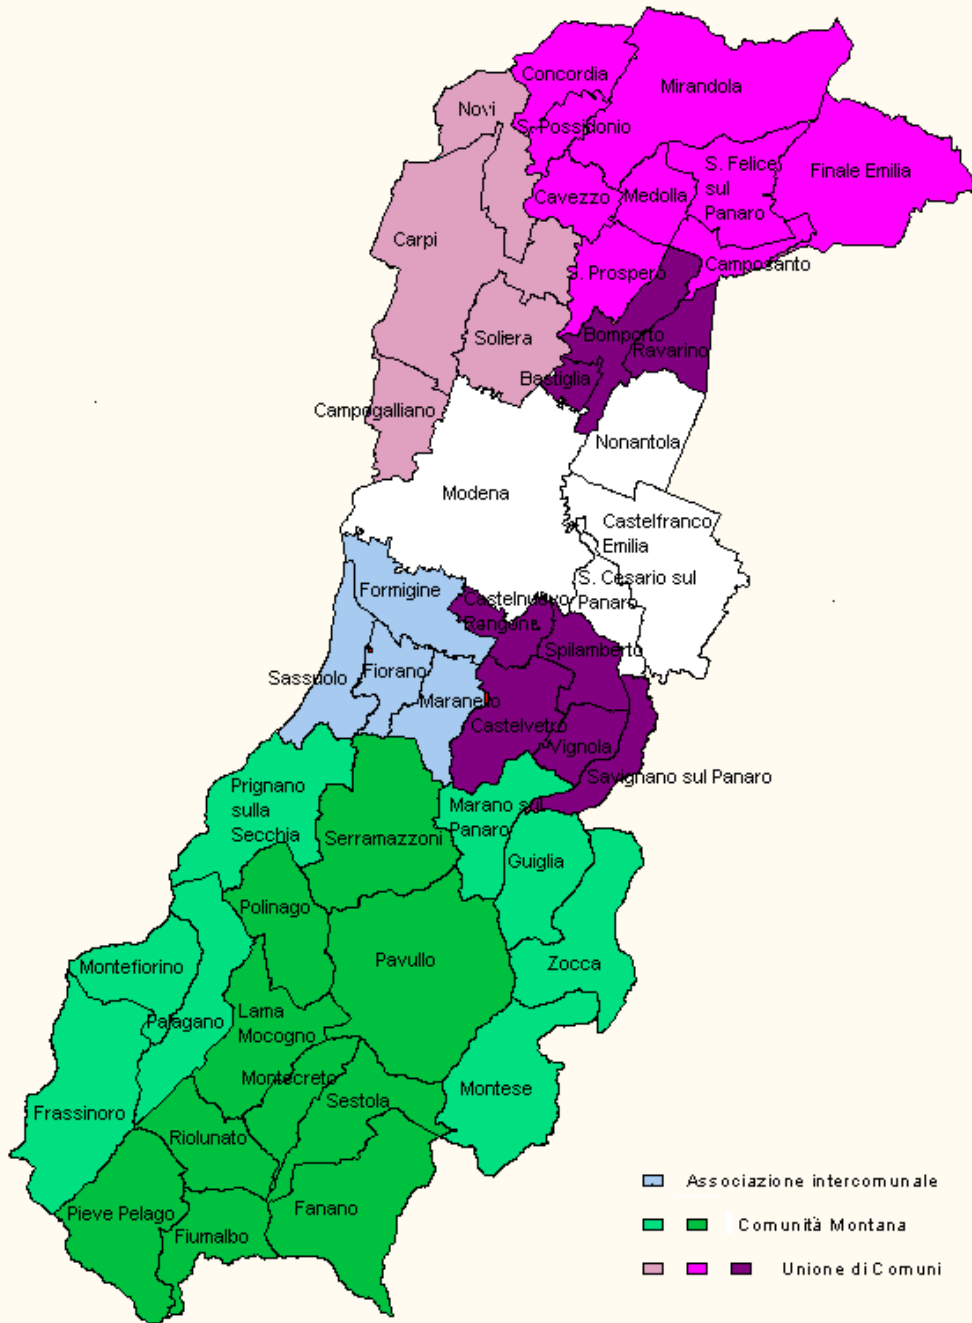 Concordia
Mirandola
Novi
S. Possidonio
S. Felice
sul
Panaro
Finale Emilia
Cavezzo
Medolla
Carpi
S. Prospero
Camposanto
Soliera
Bomporto
Ravarino
Bastiglia
Campogalliano
Nonantola
Modena
Castelfranco
Emilia
S. Cesario sul
Panaro
Formigine
Castelnuovo
Rangone
Spilamberto
Sassuolo
Fiorano
Maranello
Castelvetro
Vignola
Savignano sul Panaro
Prignano
sulla
Secchia
Serramazzoni
Marano sul
Panaro
Guiglia
Polinago
Pavullo
Zocca
Montefiorino
Palagano
Lama
Mocogno
Montecreto
Sestola
Montese
Frassinoro
Riolunato
Pieve Pelago
Fiumalbo
Fanano
Associazione intercomunale
Comunità Montana
Unione di Comuni